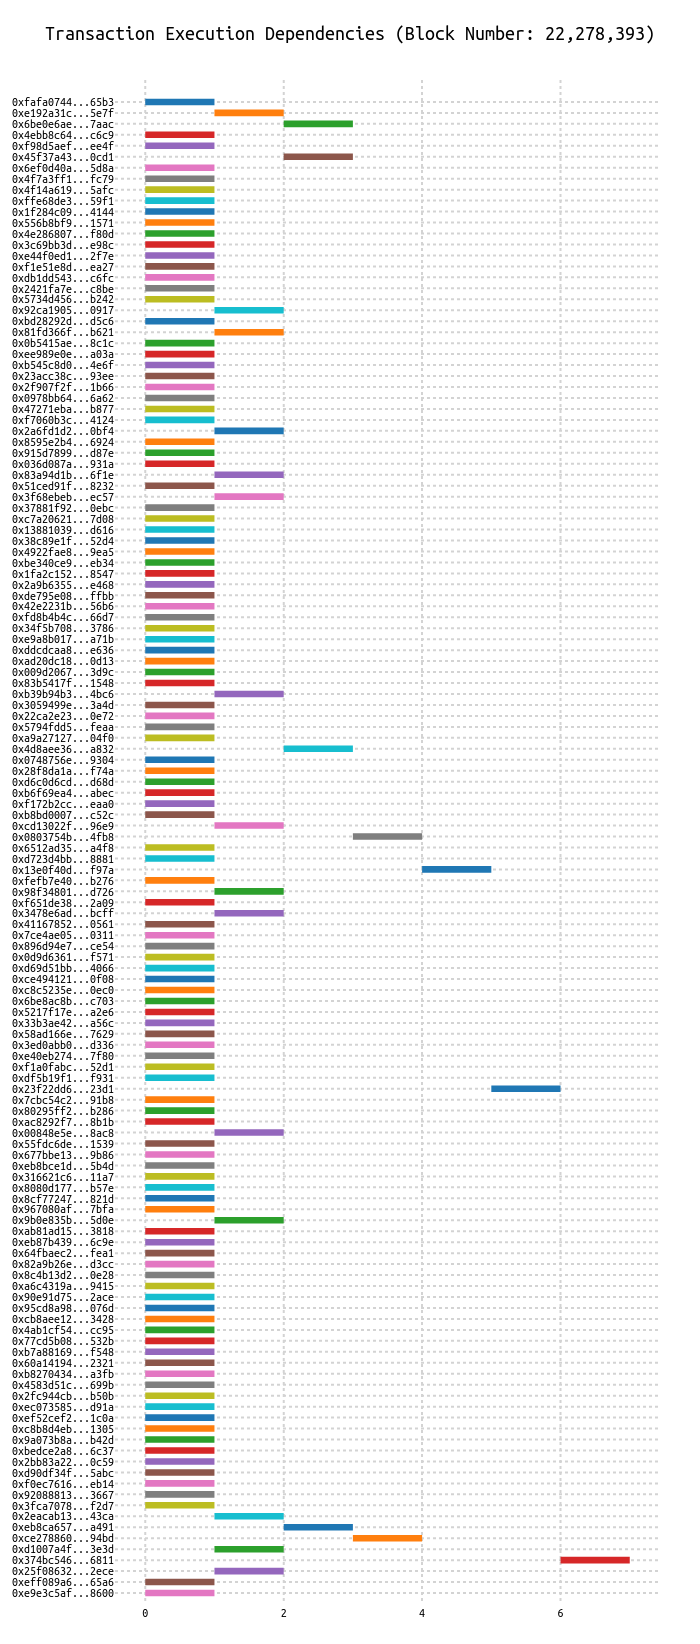 Transaction Execution Dependencies (Block Number: 22,278,393)
0xfafa0744...65b3
0xe192a31c...5e7f
0x6be0e6ae...7aac
0x4ebb8c64...c6c9
0xf98d5aef...ee4f
0x45f37a43...0cd1
0x6ef0d40a...5d8a
0x4f7a3ff1...fc79
0x4f14a619...5afc
0xffe68de3...59f1
0x1f284c09...4144
0x556b8bf9...1571
0x4e286807...f80d
0x3c69bb3d...e98c
0xe44f0ed1...2f7e
0xf1e51e8d...ea27
0xdb1dd543...c6fc
0x2421fa7e...c8be
0x5734d456...b242
0x92ca1905...0917
0xbd28292d...d5c6
0x81fd366f...b621
0x0b5415ae...8c1c
0xee989e0e...a03a
0xb545c8d0...4e6f
0x23acc38c...93ee
0x2f907f2f...1b66
0x0978bb64...6a62
0x47271eba...b877
0xf7060b3c...4124
0x2a6fd1d2...0bf4
0x8595e2b4...6924
0x915d7899...d87e
0x036d087a...931a
0x83a94d1b...6f1e
0x51ced91f...8232
0x3f68ebeb...ec57
0x37881f92...0ebc
0xc7a20621...7d08
0x13881039...d616
0x38c89e1f...52d4
0x4922fae8...9ea5
0xbe340ce9...eb34
0x1fa2c152...8547
0x2a9b6355...e468
0xde795e08...ffbb
0x42e2231b...56b6
0xfd8b4b4c...66d7
0x34f5b708...3786
0xe9a8b017...a71b
0xddcdcaa8...e636
0xad20dc18...0d13
0x009d2067...3d9c
0x83b5417f...1548
0xb39b94b3...4bc6
0x3059499e...3a4d
0x22ca2e23...0e72
0x5794fdd5...feaa
0xa9a27127...04f0
0x4d8aee36...a832
0x0748756e...9304
0x28f8da1a...f74a
0xd6c0d6cd...d68d
0xb6f69ea4...abec
0xf172b2cc...eaa0
0xb8bd0007...c52c
0xcd13022f...96e9
0x0803754b...4fb8
0x6512ad35...a4f8
0xd723d4bb...8881
0x13e0f40d...f97a
0xfefb7e40...b276
0x98f34801...d726
0xf651de38...2a09
0x3478e6ad...bcff
0x41167852...0561
0x7ce4ae05...0311
0x896d94e7...ce54
0x0d9d6361...f571
0xd69d51bb...4066
0xce494121...0f08
0xc8c5235e...0ec0
0x6be8ac8b...c703
0x5217f17e...a2e6
0x33b3ae42...a56c
0x58ad166e...7629
0x3ed0abb0...d336
0xe40eb274...7f80
0xf1a0fabc...52d1
0xdf5b19f1...f931
0x23f22dd6...23d1
0x7cbc54c2...91b8
0x80295ff2...b286
0xac8292f7...8b1b
0x00848e5e...8ac8
0x55fdc6de...1539
0x677bbe13...9b86
0xeb8bce1d...5b4d
0x316621c6...11a7
0x8080d177...b57e
0x8cf77247...821d
0x967080af...7bfa
0x9b0e835b...5d0e
0xab81ad15...3818
0xeb87b439...6c9e
0x64fbaec2...fea1
0x82a9b26e...d3cc
0x8c4b13d2...0e28
0xa6c4319a...9415
0x90e91d75...2ace
0x95cd8a98...076d
0xcb8aee12...3428
0x4ab1cf54...cc95
0x77cd5b08...532b
0xb7a88169...f548
0x60a14194...2321
0xb8270434...a3fb
0x4583d51c...699b
0x2fc944cb...b50b
0xec073585...d91a
0xef52cef2...1c0a
0xc8b8d4eb...1305
0x9a073b8a...b42d
0xbedce2a8...6c37
0x2bb83a22...0c59
0xd90df34f...5abc
0xf0ec7616...eb14
0x92088813...3667
0x3fca7078...f2d7
0x2eacab13...43ca
0xeb8ca657...a491
0xce278860...94bd
0xd1007a4f...3e3d
0x374bc546...6811
0x25f08632...2ece
0xeff089a6...65a6
0xe9e3c5af...8600
0 2 4 6